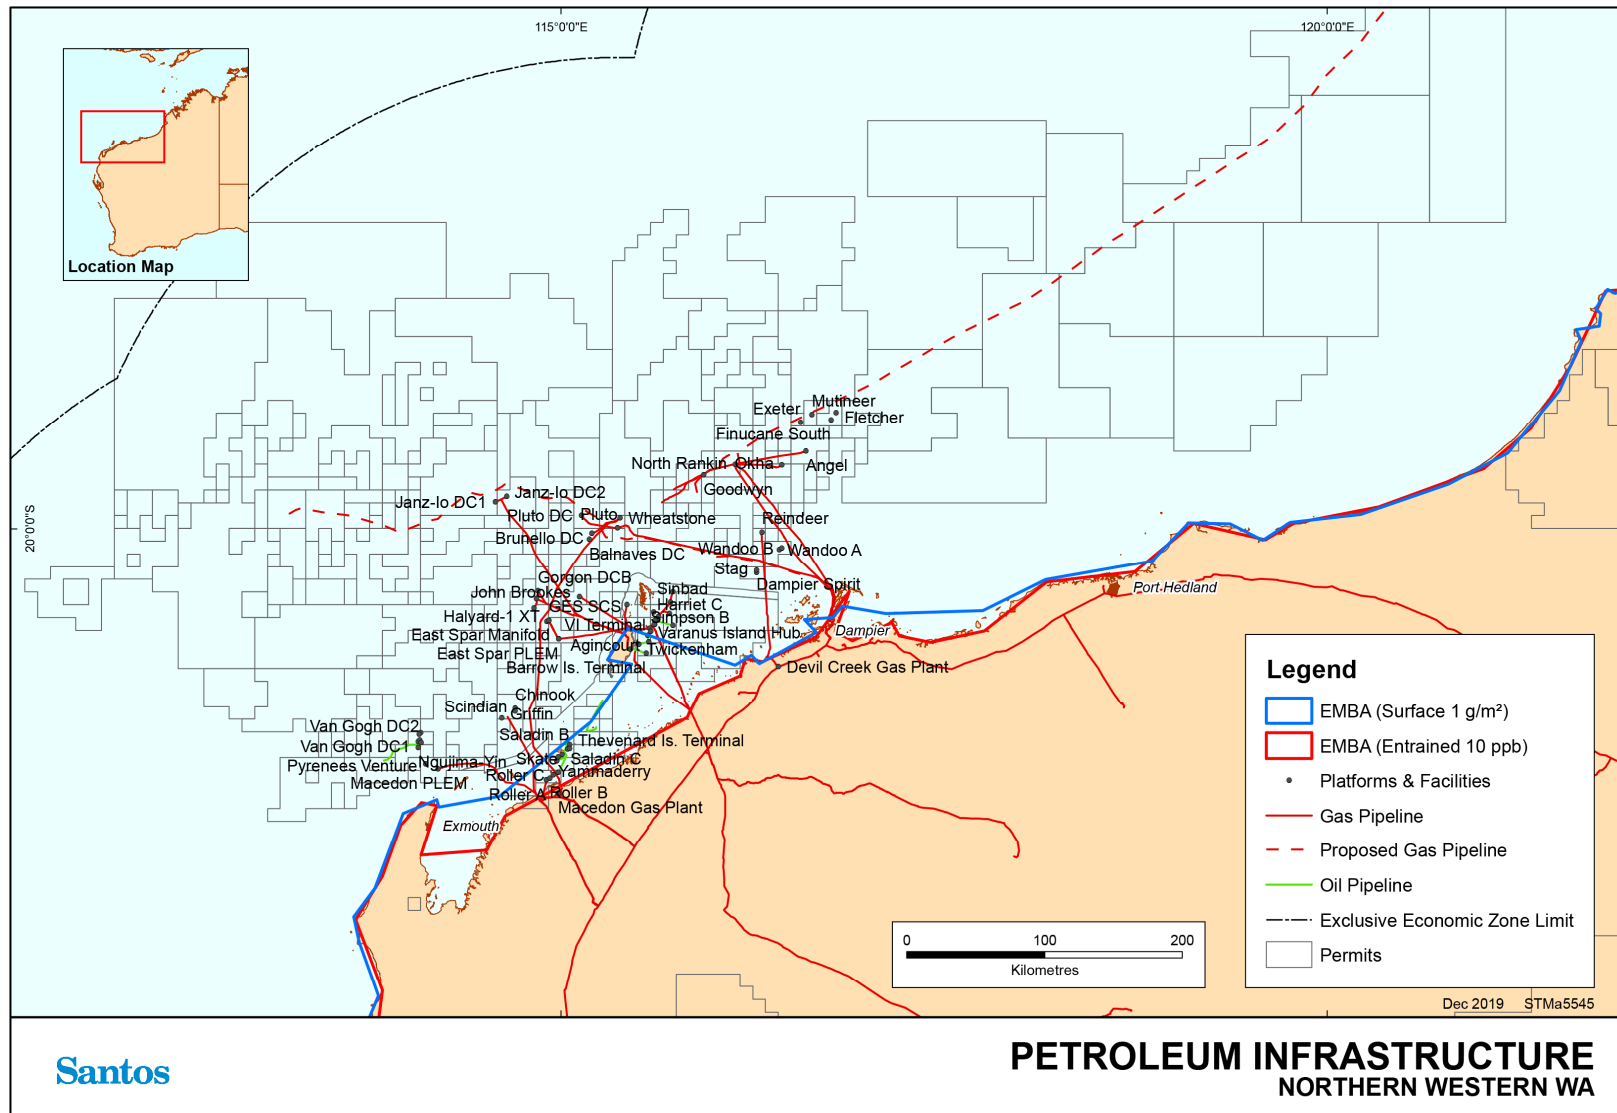 115°0'0"E
120°0'0"E
Location Map
20°0'0"S
Mutineer
Exeter
Fletcher
Finucane South
North Rankin
Okha
Angel
Goodwyn
Janz-Io DC2
Janz-Io DC1
Pluto DC
Pluto
Wheatstone
Reindeer
Brunello DC
Balnaves DC
Wandoo B
Wandoo A
Stag
Gorgon DCB
Dampier Spirit
John Brookes
Sinbad
GES SCS
Harriet C
Halyard-1 XT
VI Terminal
Simpson B
East Spar Manifold
Varanus Island Hub
Dampier
Port Hedland
Agincourt
Twickenham
East Spar PLEM
Barrow Is. Terminal
Devil Creek Gas Plant
Chinook
Scindian
Griffin
Van Gogh DC2
Saladin B
Thevenard Is. Terminal
Van Gogh DC1
Skate
Saladin C
Pyrenees Venture
Ngujima-Yin
Yammaderry
Macedon PLEM
Roller C
Roller A
Roller B
Macedon Gas Plant
Exmouth
Legend
EMBA (Surface 1 g/m²)
EMBA (Entrained 10 ppb)
Platforms & Facilities
Gas Pipeline
Proposed Gas Pipeline
Oil Pipeline
Exclusive Economic Zone Limit
Permits
0 100 200
Kilometres
Dec 2019 STMa5545
Santos
PETROLEUM INFRASTRUCTURE
NORTHERN WESTERN WA